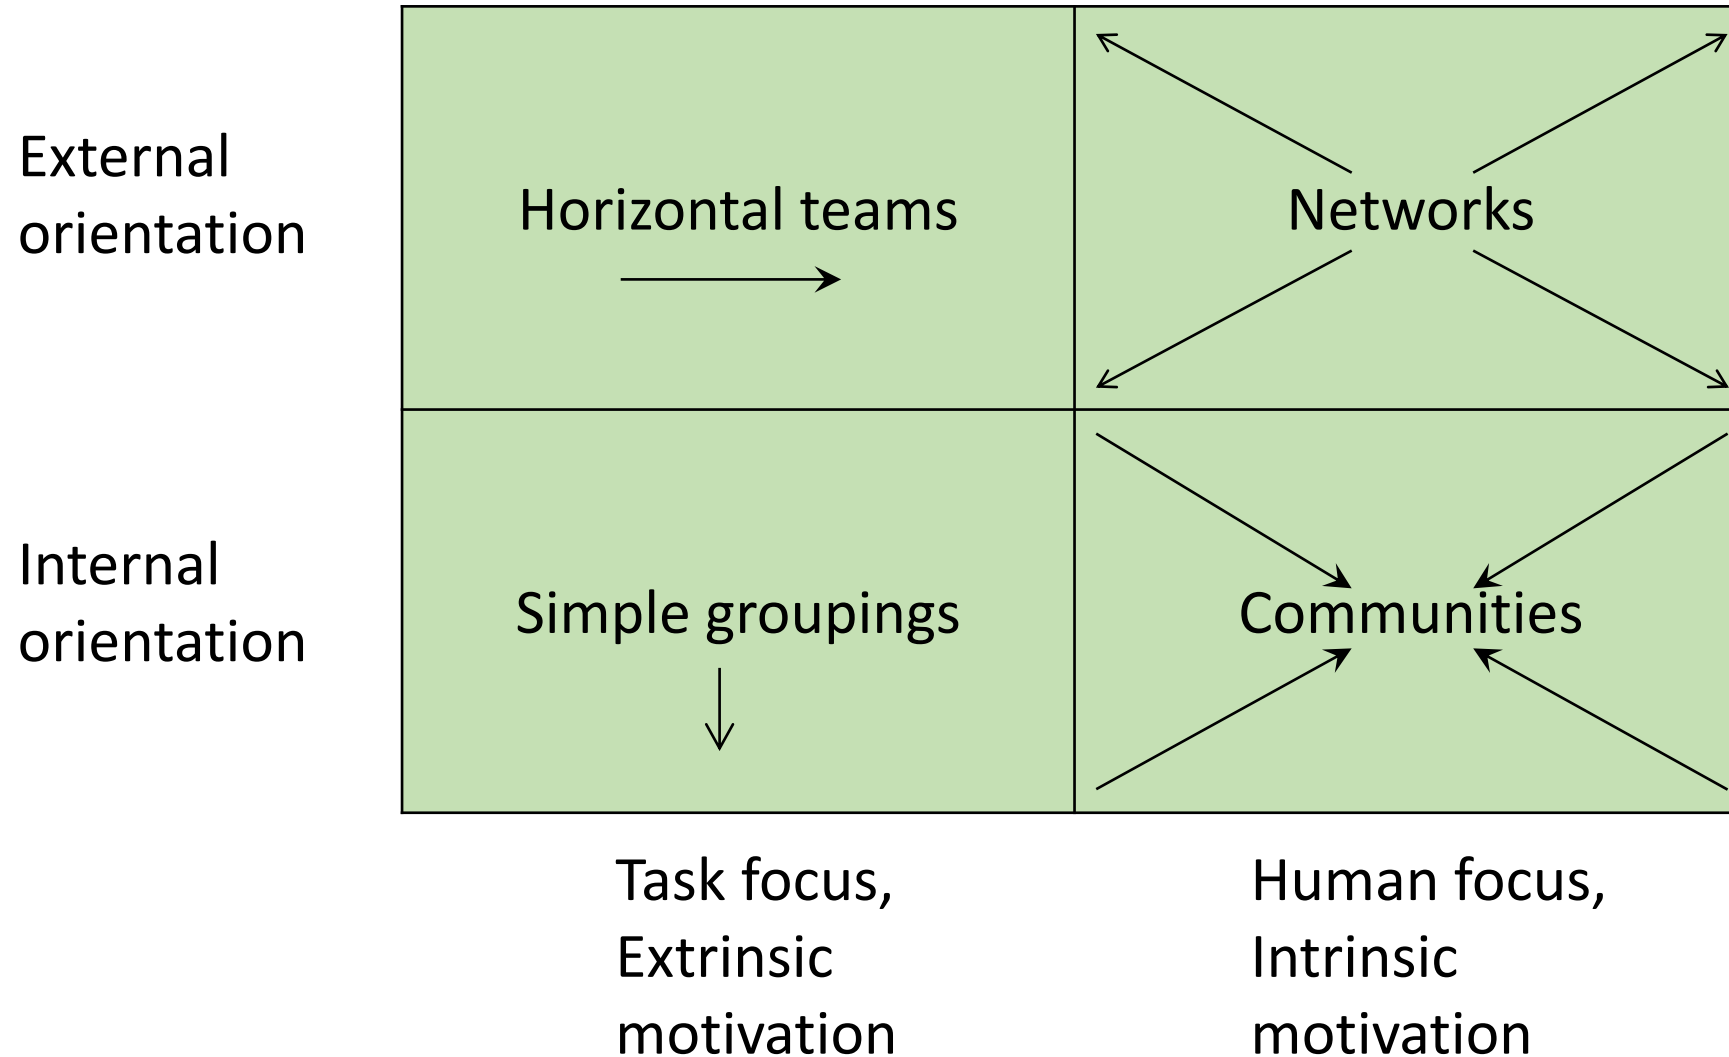 External
orientation
Horizontal teams
Networks
Internal
orientation
Simple groupings
Communities
Task focus,
Extrinsic
motivation
Human focus,
Intrinsic
motivation